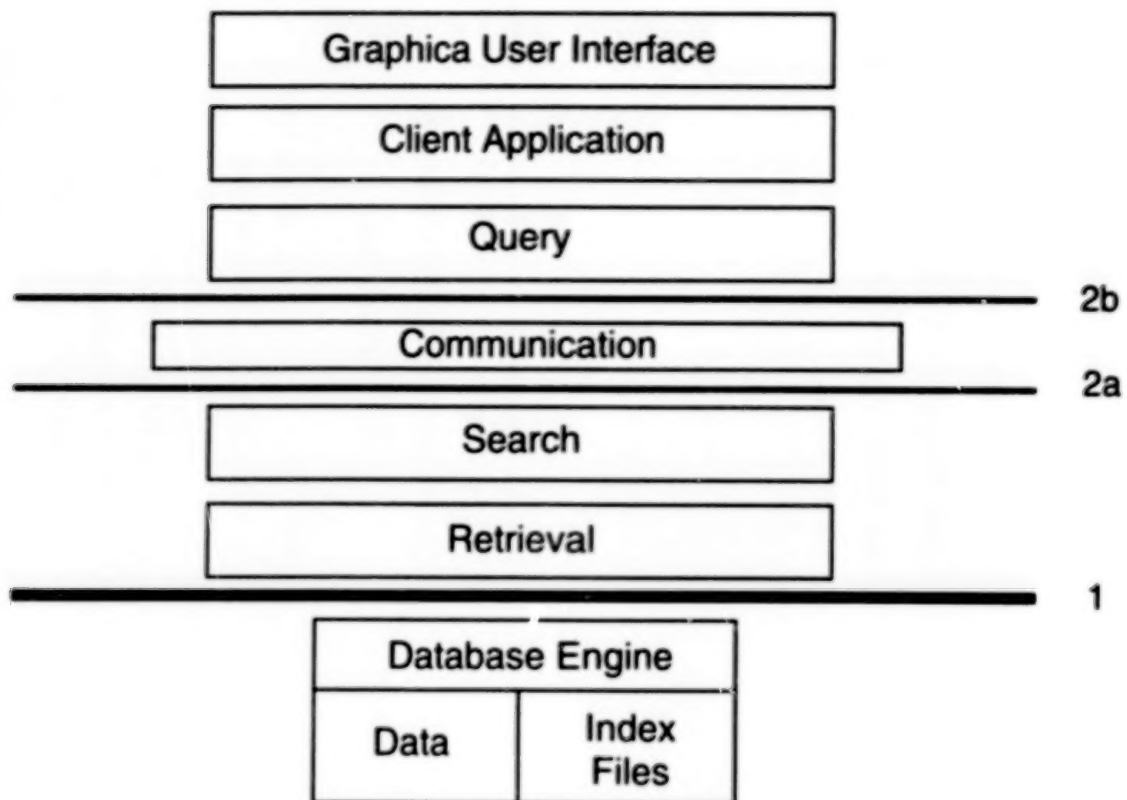 Graphica User Interface
Client Application
Query
2b
Communication
2a
Search
Retrieval
1
Database Engine
Data
Index
Files